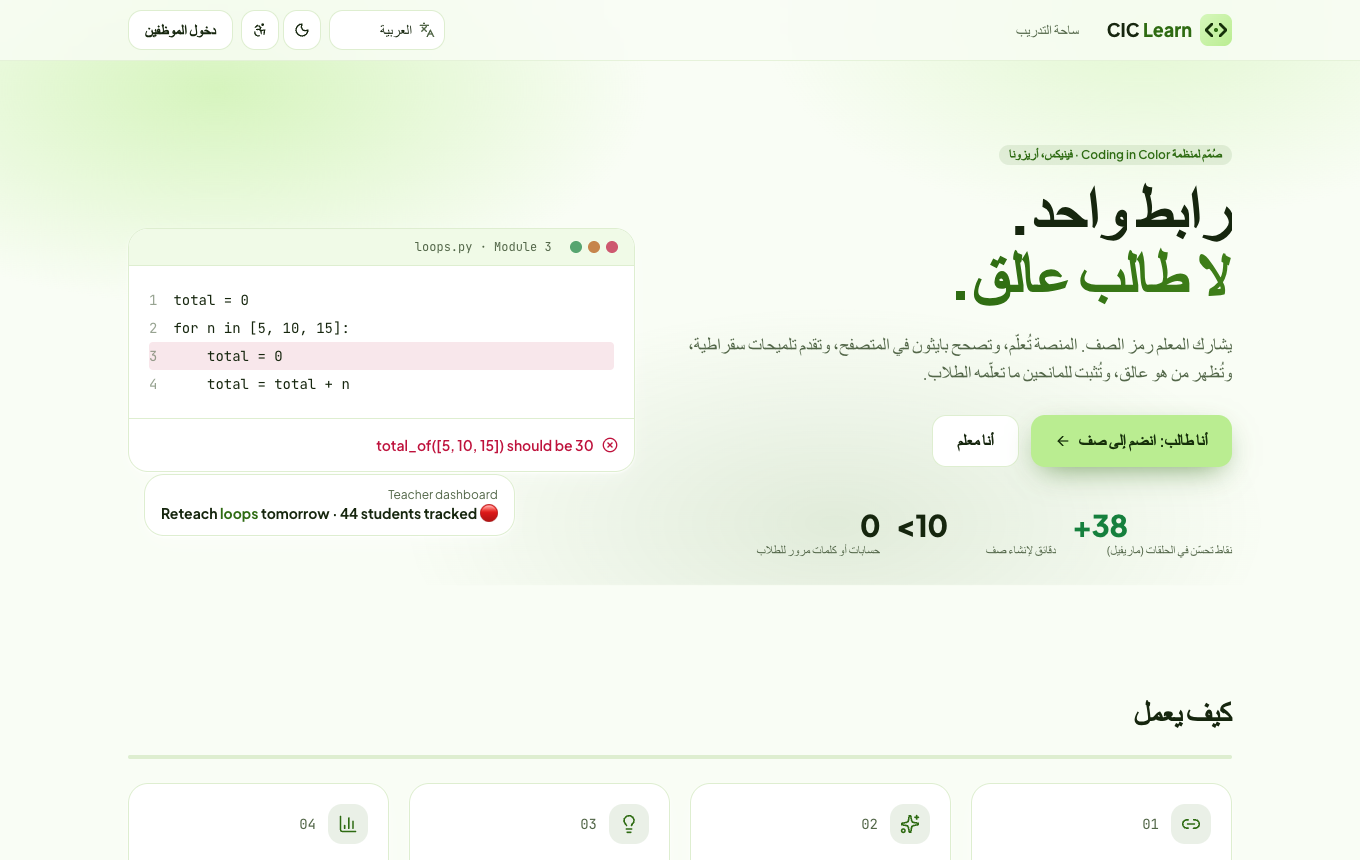 CIC Learn
ساحة التدريب
العربية
دخول الموظفين
صُمّم لمنظمة Coding in Color · فينيكس، أريزونا
رابط واحد.
لا طالب عالق.
يشارك المعلم رمز الصف. المنصة تُعلّم، وتصحح بايثون في المتصفح، وتقدم تلميحات سقراطية،
وتُظهر من هو عالق، وتُثبت للمانحين ما تعلّمه الطلاب.
أنا طالب: انضم إلى صف ←
أنا معلم
+38
نقاط تحسّن في الحلقات (ماريفيل)
<10
دقائق لإنشاء صف
0
حسابات أو كلمات مرور للطلاب
loops.py · Module 3
1 total = 0
2 for n in [5, 10, 15]:
3     total = 0
4     total = total + n
total_of([5, 10, 15]) should be 30
Teacher dashboard
Reteach loops tomorrow · 44 students tracked
كيف يعمل
01
02
03
04